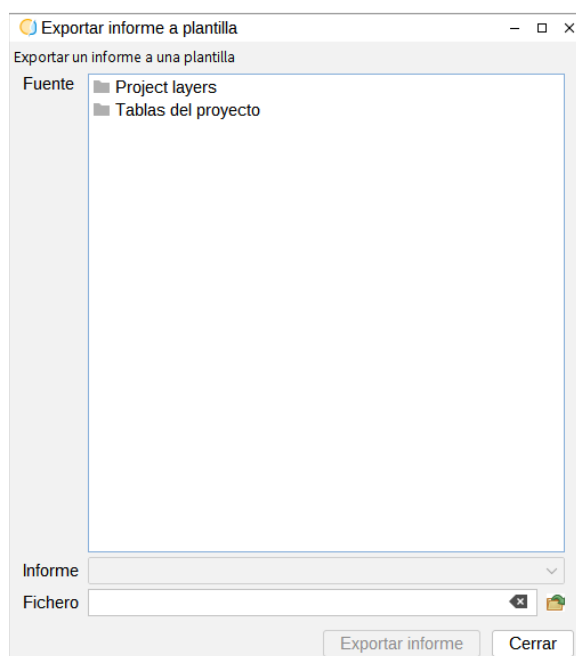 Exportar informe a plantilla
Exportar un informe a una plantilla
Fuente
Project layers
Tablas del proyecto
Informe
Fichero
Exportar informe
Cerrar